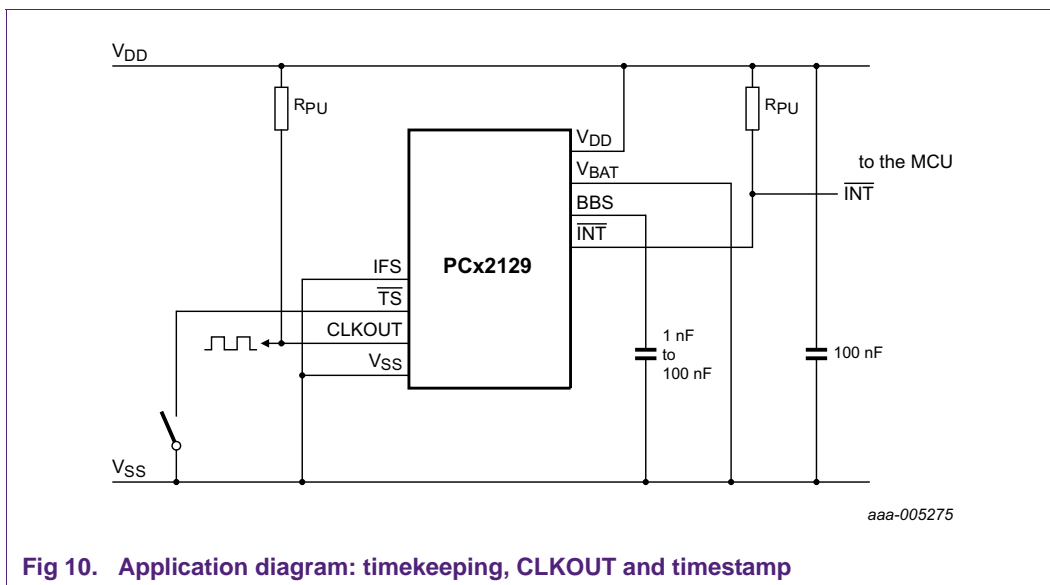 VDD
RPU
RPU
VDD
VBAT
BBS
INT
to the MCU
INT
IFS
TS
CLKOUT
VSS
PCx2129
1 nF
to
100 nF
100 nF
VSS
aaa-005275
Fig 10. Application diagram: timekeeping, CLKOUT and timestamp